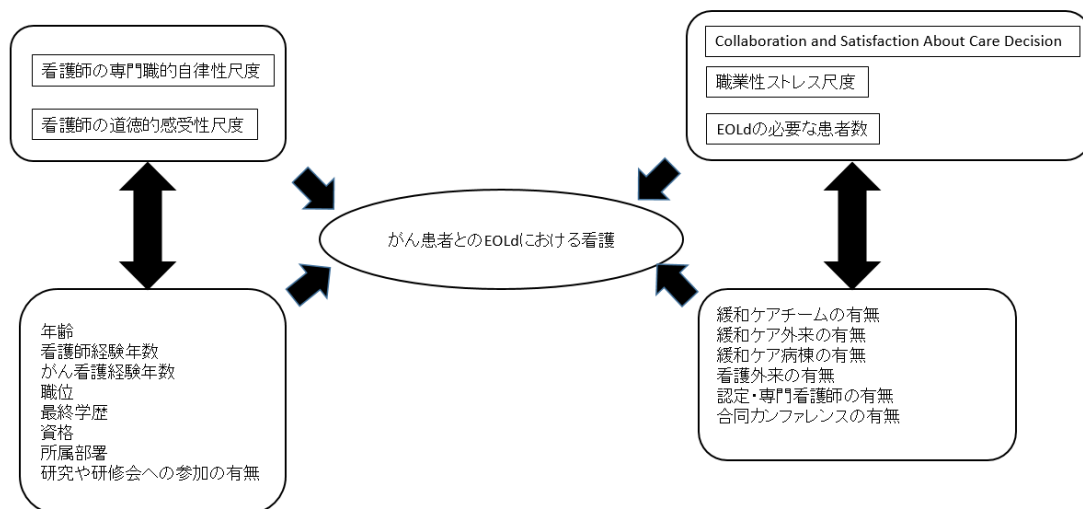 看護師の専門職的自律性尺度
看護師の道徳的感受性尺度
Collaboration and Satisfaction About Care Decision
職業性ストレス尺度
EOLdの必要な患者数
がん患者とのEOLdにおける看護
年齢
看護師経験年数
がん看護経験年数
職位
最終学歴
資格
所属部署
研究や研修会への参加の有無
緩和ケアチームの有無
緩和ケア外来の有無
緩和ケア病棟の有無
看護外来の有無
認定・専門看護師の有無
合同カンファレンスの有無